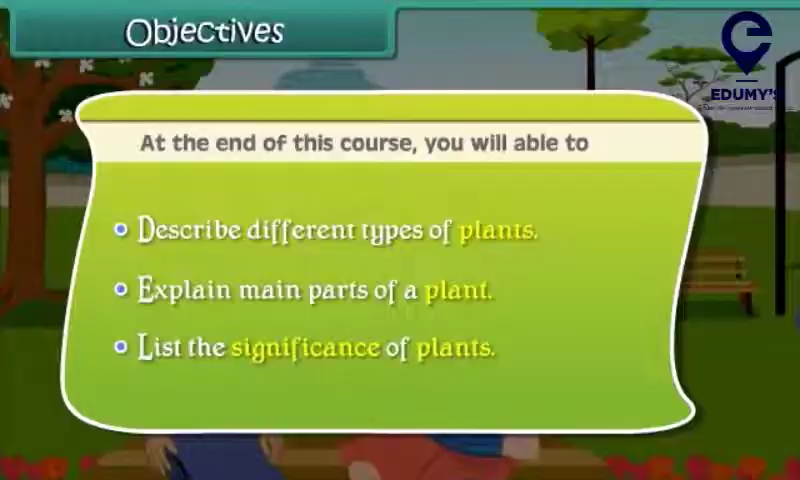 Objectives
EDUMY'S
At the end of this course, you will able to
Describe different types of plants.
Explain main parts of a plant.
List the significance of plants.